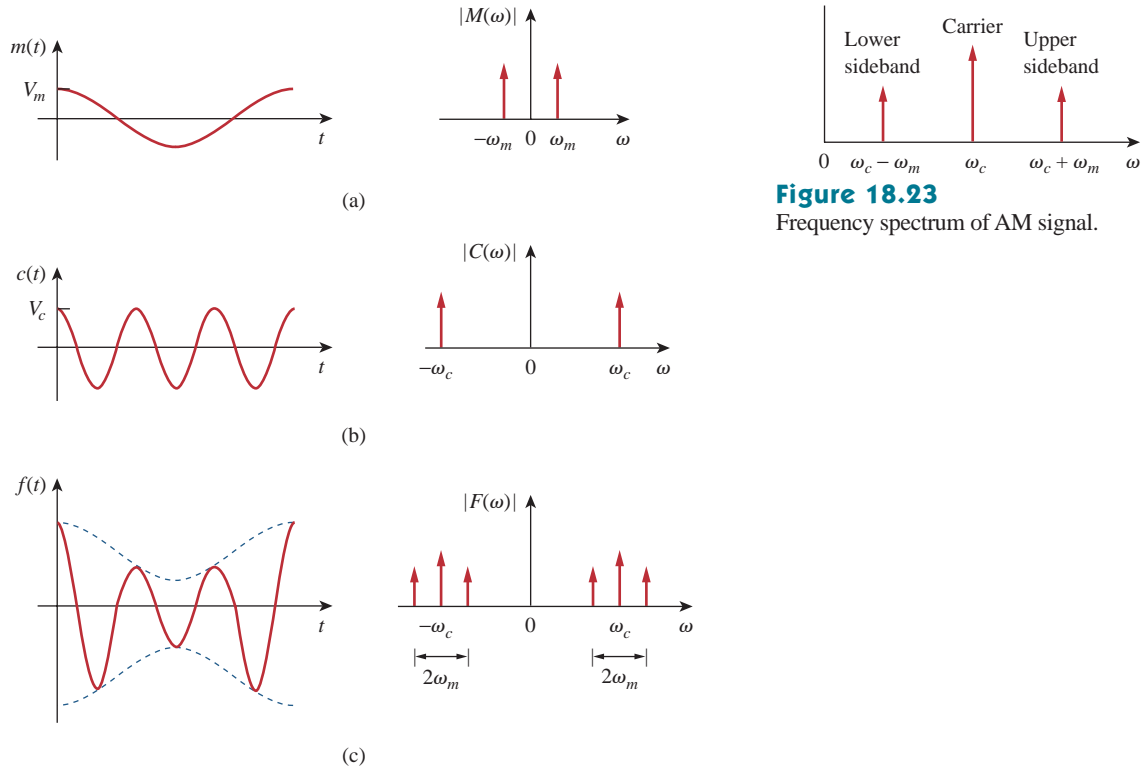 m(t)
V_m
t
|M(ω)|
−ω_m 0 ω_m ω
(a)
c(t)
V_c
t
|C(ω)|
−ω_c 0 ω_c ω
(b)
f(t)
t
|F(ω)|
−ω_c 0 ω_c ω
2ω_m 2ω_m
(c)
Lower sideband
Carrier
Upper sideband
0 ω_c − ω_m ω_c ω_c + ω_m ω
Figure 18.23
Frequency spectrum of AM signal.